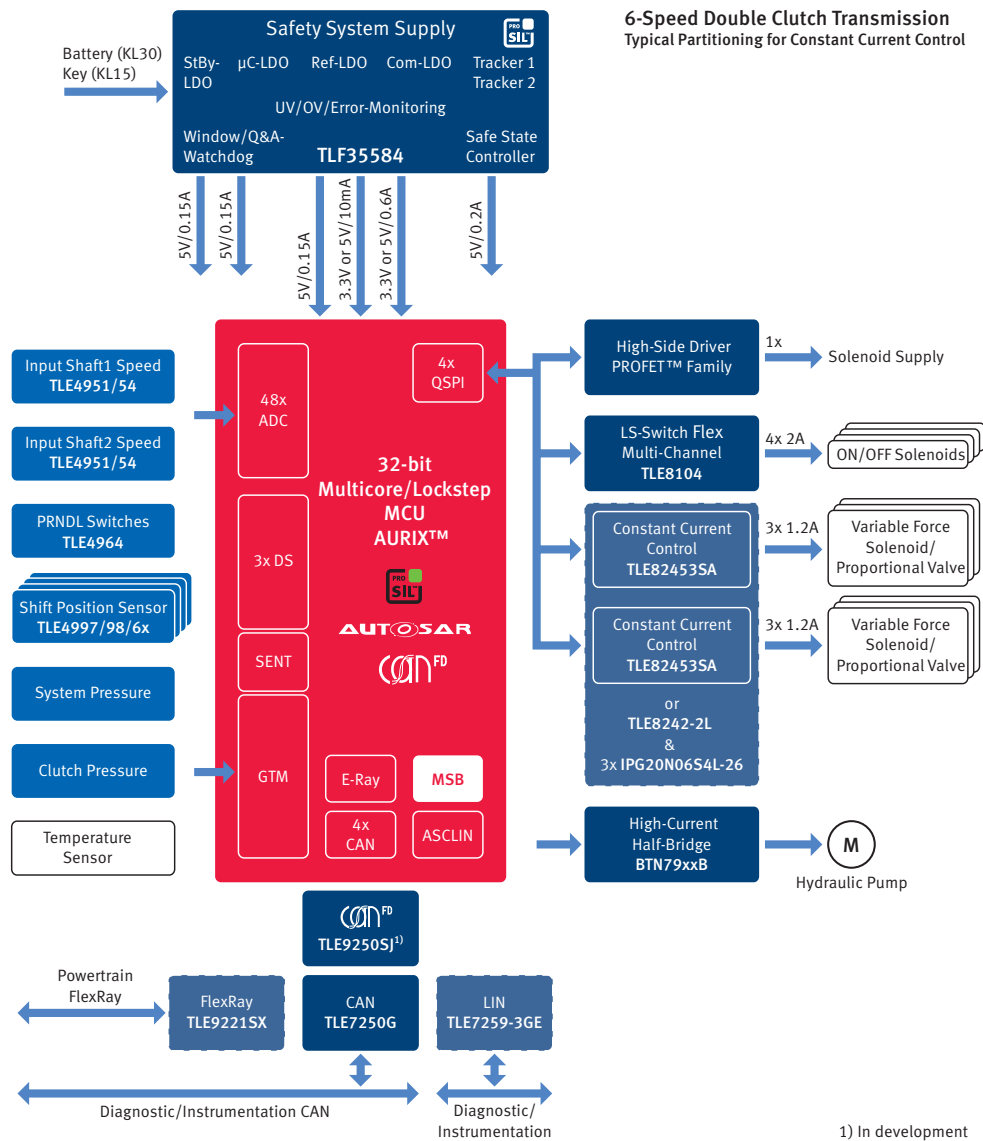 6-Speed Double Clutch Transmission
Typical Partitioning for Constant Current Control
Battery (KL30)
Key (KL15)
Safety System Supply
PRO
SIL™
StBy-
LDO
µC-LDO
Ref-LDO
Com-LDO
Tracker 1
Tracker 2
UV/OV/Error-Monitoring
Window/Q&A-
Watchdog
TLF35584
Safe State
Controller
5V/0.15A
5V/0.15A
5V/0.15A
3.3V or 5V/10mA
3.3V or 5V/0.6A
5V/0.2A
Input Shaft1 Speed
TLE4951/54
Input Shaft2 Speed
TLE4951/54
PRNDL Switches
TLE4964
Shift Position Sensor
TLE4997/98/6x
System Pressure
Clutch Pressure
Temperature
Sensor
48x
ADC
4x
QSPI
32-bit
Multicore/Lockstep
MCU
AURIX™
3x DS
PRO
SIL™
AUTOSAR
SENT
CAN FD
GTM
E-Ray
MSB
4x
CAN
ASCLIN
High-Side Driver
PROFET™ Family
1x
Solenoid Supply
LS-Switch Flex
Multi-Channel
TLE8104
4x 2A
ON/OFF Solenoids
Constant Current
Control
TLE82453SA
3x 1.2A
Variable Force
Solenoid/
Proportional Valve
Constant Current
Control
TLE82453SA
3x 1.2A
Variable Force
Solenoid/
Proportional Valve
or
TLE8242-2L
&
3x IPG20N06S4L-26
High-Current
Half-Bridge
BTN79xxB
M
Hydraulic Pump
CAN FD
TLE9250SJ1)
Powertrain
FlexRay
FlexRay
TLE9221SX
CAN
TLE7250G
LIN
TLE7259-3GE
Diagnostic/Instrumentation CAN
Diagnostic/
Instrumentation
1) In development